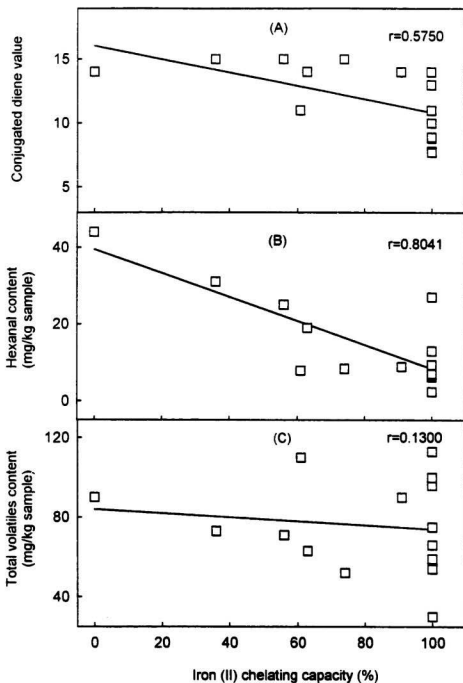 (A)
r=0.5750
Conjugated diene value
15
10
5
(B)
r=0.8041
Hexanal content
(mg/kg sample)
40
20
0
(C)
r=0.1300
Total volatiles content
(mg/kg sample)
120
80
40
0 20 40 60 80 100
Iron (II) chelating capacity (%)